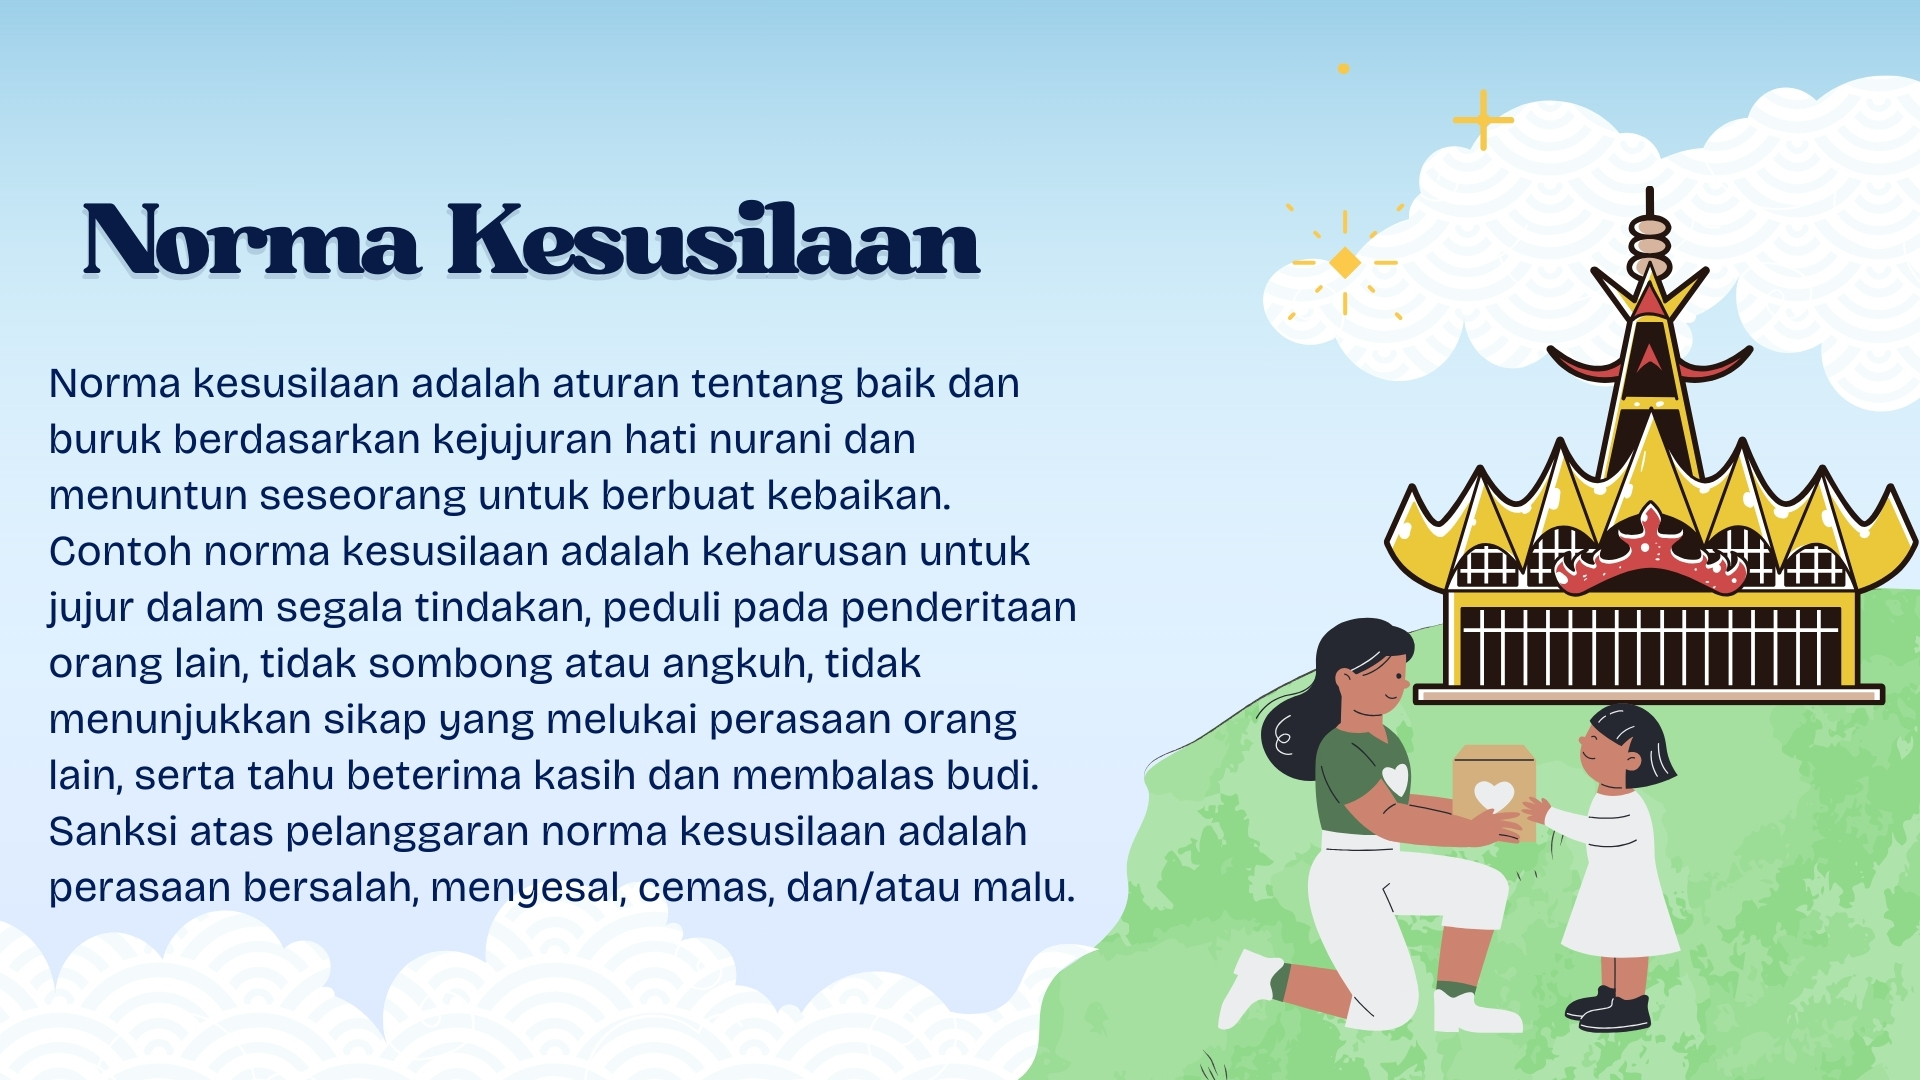 Norma Kesusilaan
Norma kesusilaan adalah aturan tentang baik dan
buruk berdasarkan kejujuran hati nurani dan
menuntun seseorang untuk berbuat kebaikan.
Contoh norma kesusilaan adalah keharusan untuk
jujur dalam segala tindakan, peduli pada penderitaan
orang lain, tidak sombong atau angkuh, tidak
menunjukkan sikap yang melukai perasaan orang
lain, serta tahu beterima kasih dan membalas budi.
Sanksi atas pelanggaran norma kesusilaan adalah
perasaan bersalah, menyesal, cemas, dan/atau malu.